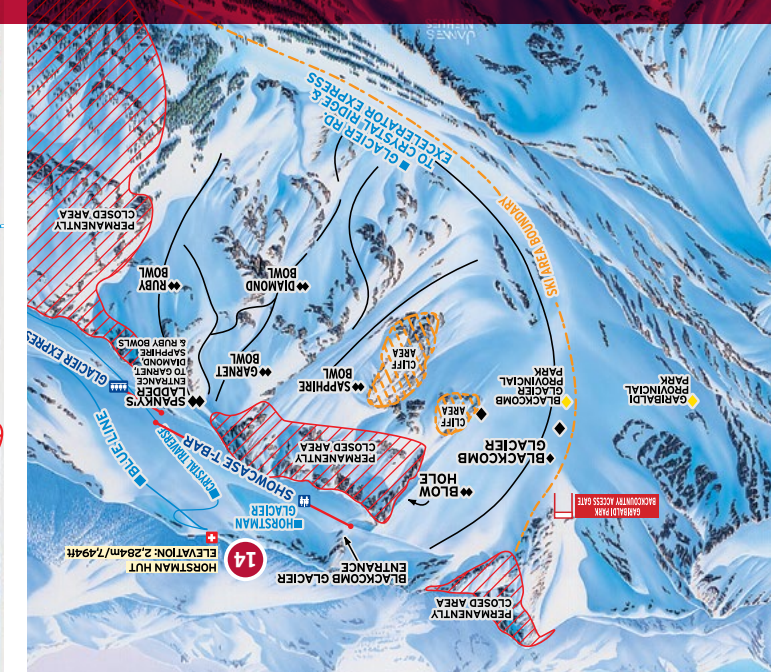 PERMANENTLY
CLOSED AREA
BLACKCOMB GLACIER
ENTRANCE
14
HORSTMAN HUT
ELEVATION: 2,284m/7,494ft
GARIBALDI PARK
BACKCOUNTRY ACCESS GATE
HORSTMAN
GLACIER
BLOW
HOLE
SHOWCASE T-BAR
CRYSTAL TRAVERSE
BLUE LINE
BLACKCOMB
GLACIER
PERMANENTLY
CLOSED AREA
CLIFF
AREA
GARIBALDI
PROVINCIAL
PARK
BLACKCOMB
GLACIER
PROVINCIAL
PARK
SPANKY'S
LADDER
ENTRANCE
TO GARNET,
DIAMOND,
SAPPHIRE
& RUBY BOWLS
GLACIER EXPRESS
SAPPHIRE
BOWL
GARNET
BOWL
CLIFF
AREA
DIAMOND
BOWL
RUBY
BOWL
SKI AREA BOUNDARY
PERMANENTLY
CLOSED AREA
GLACIER RD.
TO CRYSTAL RIDGE &
EXCELERATOR EXPRESS
JAMES
NIEHUES